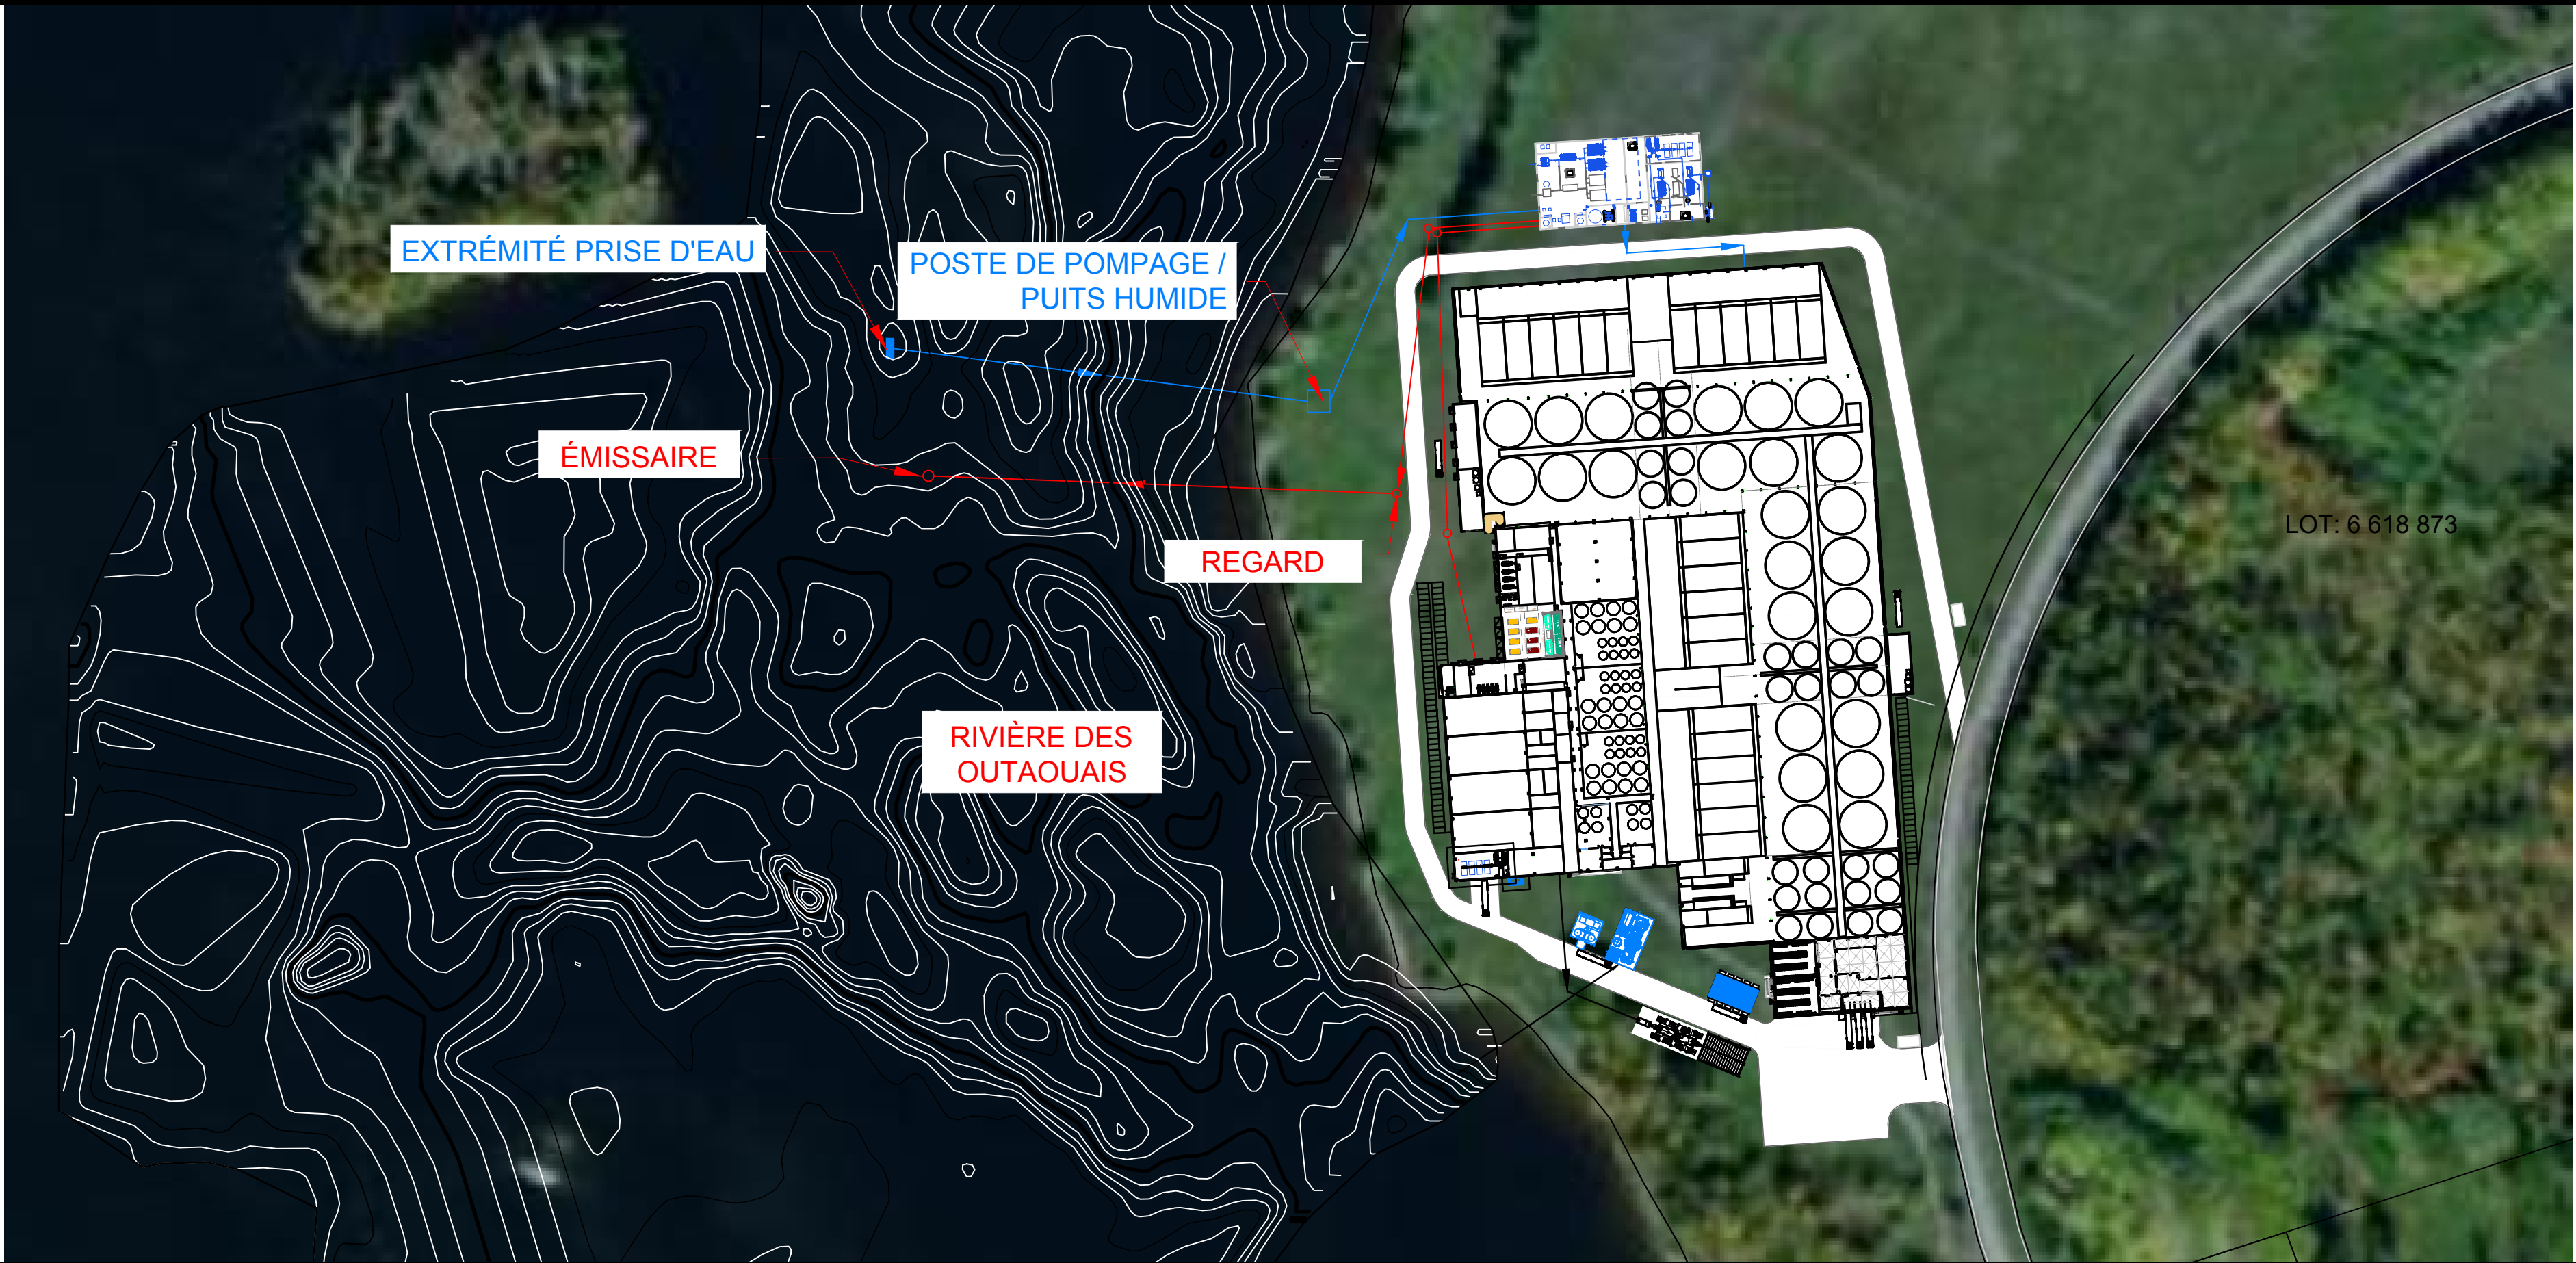 EXTRÉMITÉ PRISE D'EAU
POSTE DE POMPAGE /
PUITS HUMIDE
ÉMISSAIRE
REGARD
LOT: 6 618 873
RIVIÈRE DES
OUTAOUAIS